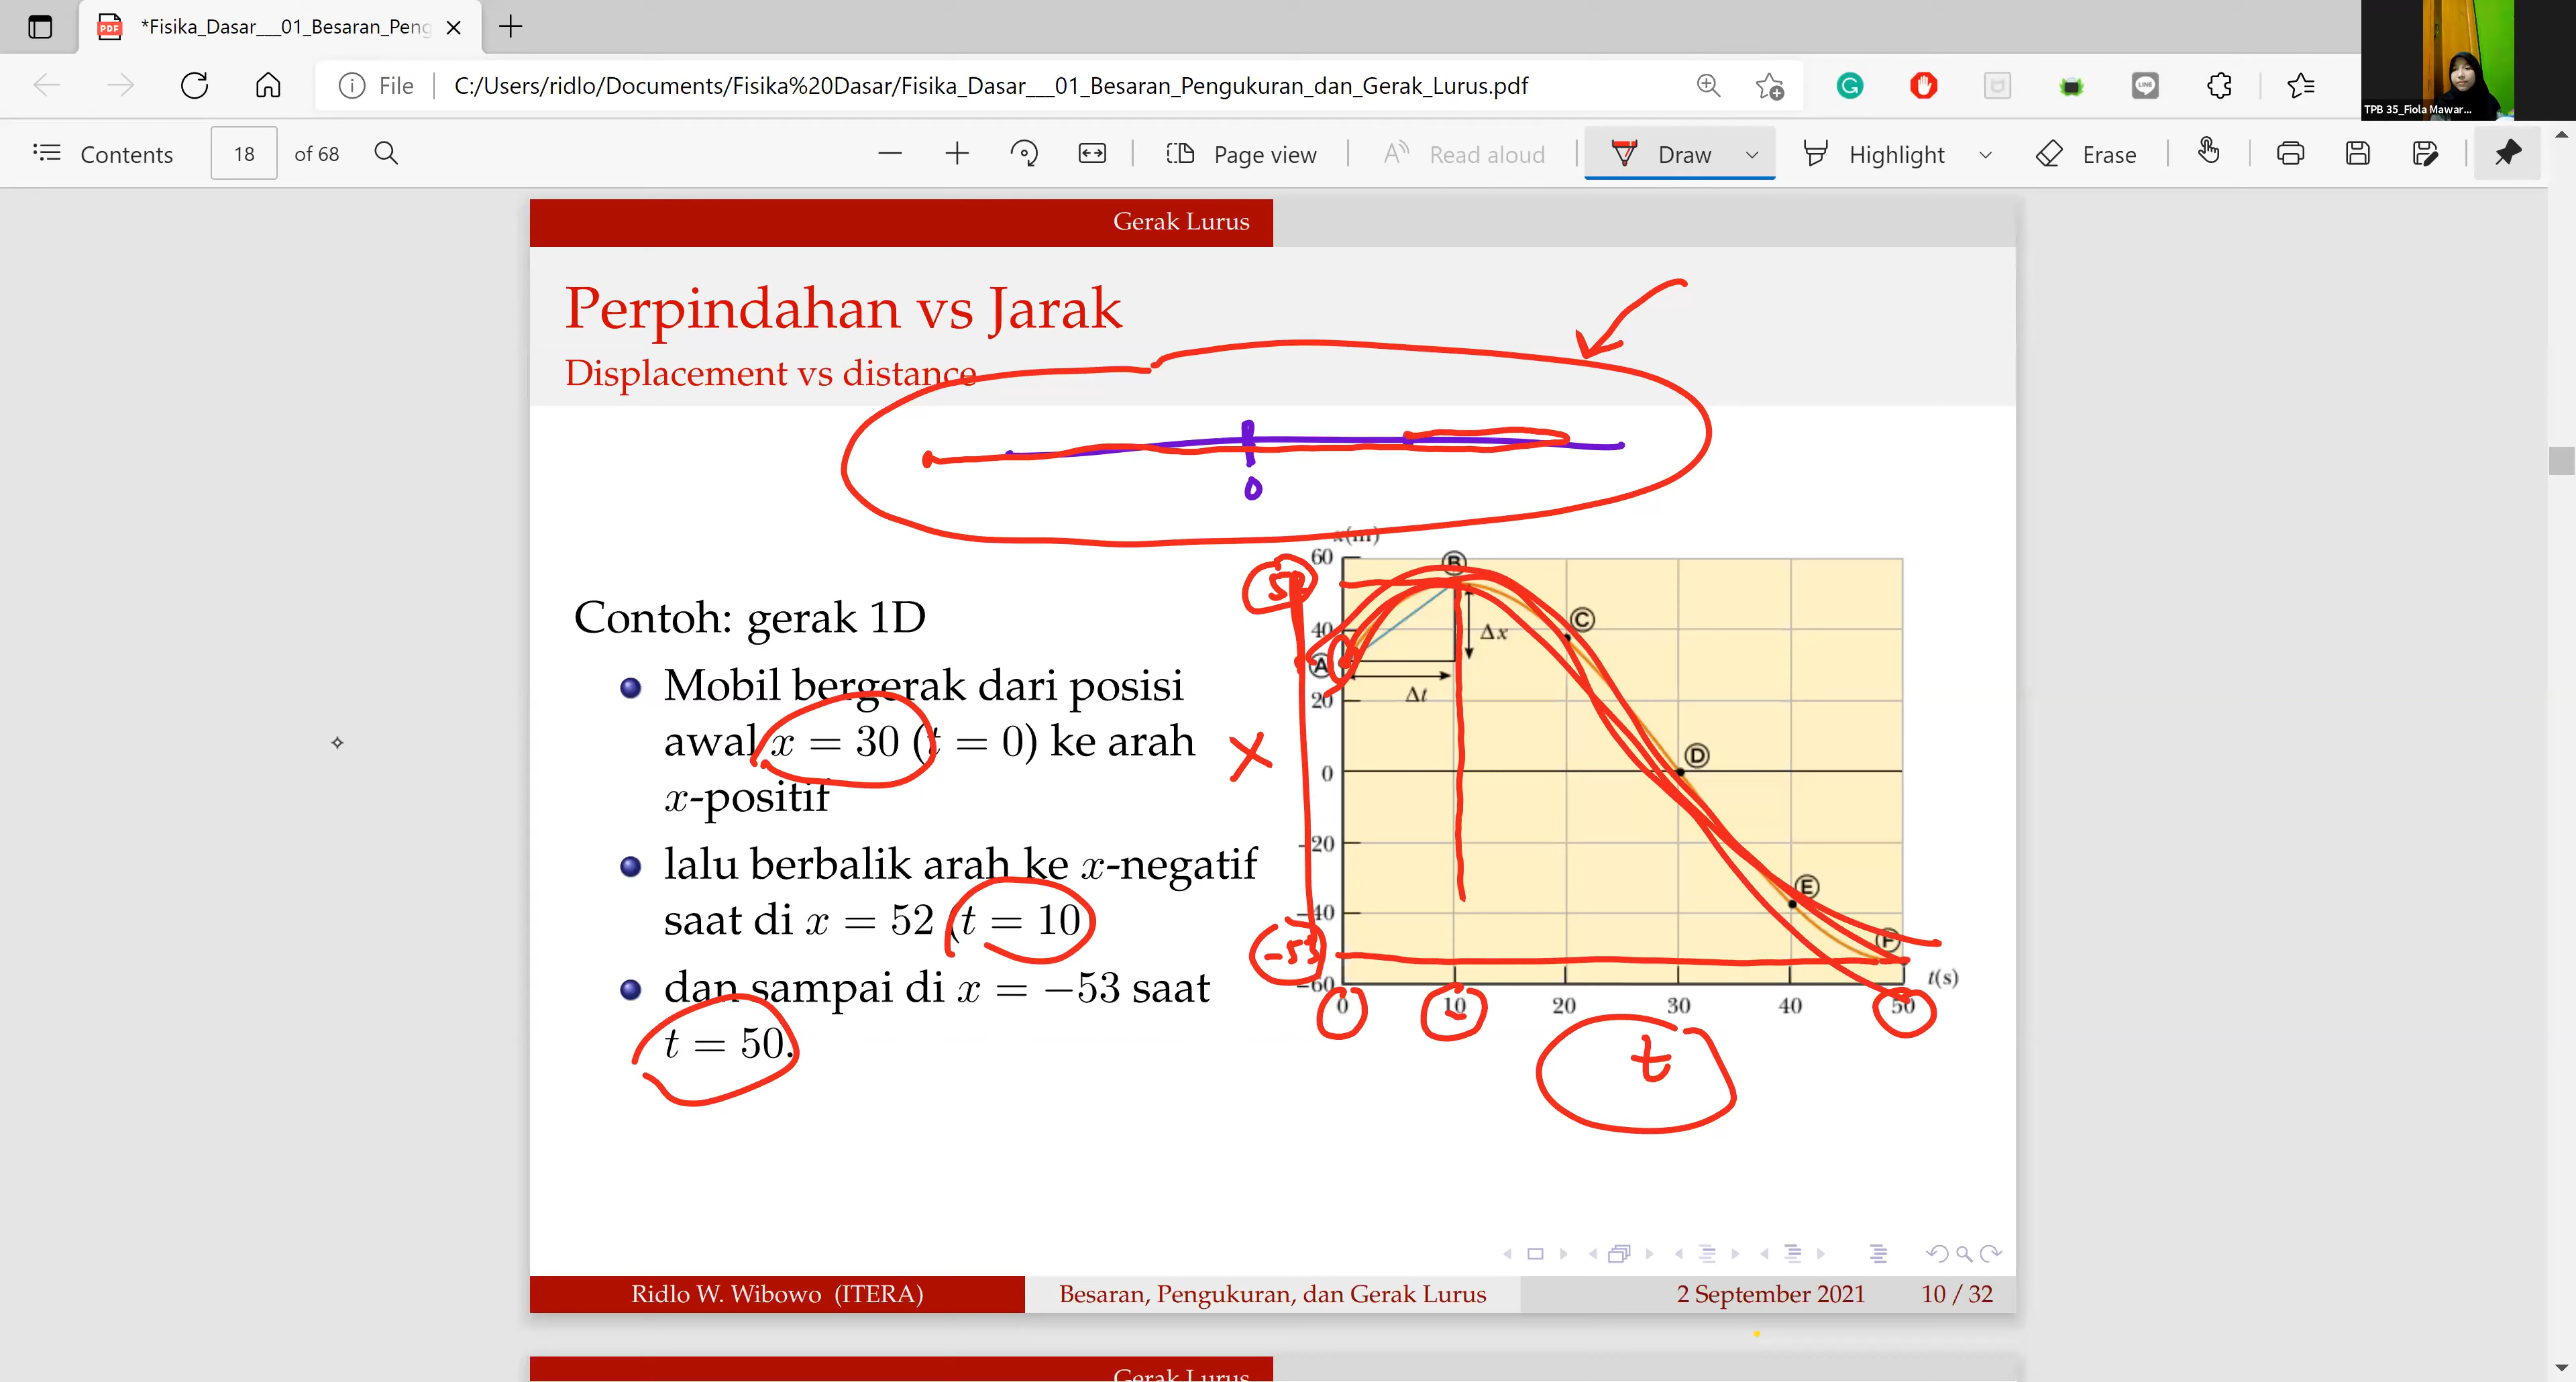 *Fisika_Dasar___01_Besaran_Peng
File
C:/Users/ridlo/Documents/Fisika%20Dasar/Fisika_Dasar___01_Besaran_Pengukuran_dan_Gerak_Lurus.pdf
TPB 35_Fiola Mawar...
Contents
18
of 68
Page view
Read aloud
Draw
Highlight
Erase
Gerak Lurus
Perpindahan vs Jarak
Displacement vs distance
0
x(m)
60
40
20
0
-20
-40
-60
A
B
C
D
E
F
Δx
Δt
x
-53
0
10
20
30
40
50
t(s)
t
Contoh: gerak 1D
Mobil bergerak dari posisi
awal x = 30 (t = 0) ke arah
x-positif
lalu berbalik arah ke x-negatif
saat di x = 52 (t = 10
dan sampai di x = −53 saat
t = 50.
Ridlo W. Wibowo (ITERA)
Besaran, Pengukuran, dan Gerak Lurus
2 September 2021
10 / 32
Gerak Lurus